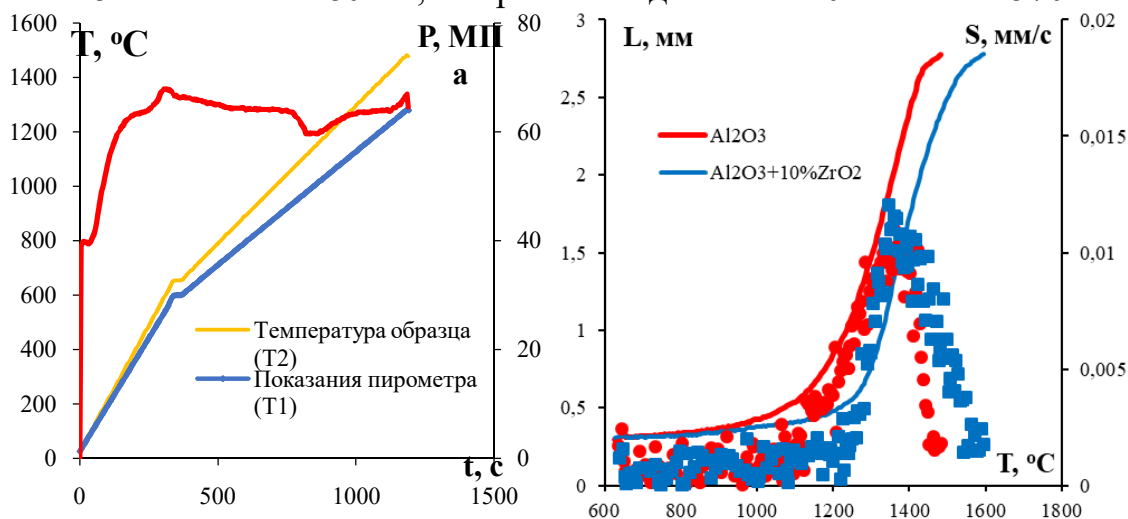 T, ᵒC
P, МП
а
1600
1400
1200
1000
800
600
400
200
0
80
60
40
20
0
Температура образца
(Т2)
Показания пирометра
(Т1)
t, с
0
500
1000
1500
L, мм
S, мм/с
3
2,5
2
1,5
1
0,5
0
0,02
0,015
0,01
0,005
0
Al2O3
Al2O3+10%ZrO2
T, ᵒC
600
800
1000
1200
1400
1600
1800